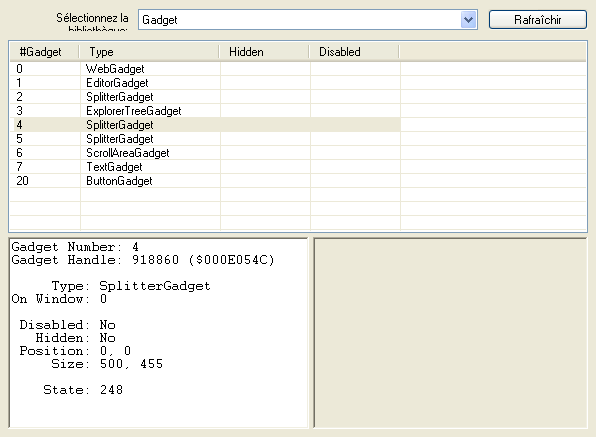 Sélectionnez la
bibliothèque:
Gadget
Rafraîchir
#Gadget Type Hidden Disabled
0 WebGadget
1 EditorGadget
2 SplitterGadget
3 ExplorerTreeGadget
4 SplitterGadget
5 SplitterGadget
6 ScrollAreaGadget
7 TextGadget
20 ButtonGadget
Gadget Number: 4
Gadget Handle: 918860 ($000E054C)
Type: SplitterGadget
On Window: 0
Disabled: No
Hidden: No
Position: 0, 0
Size: 500, 455
State: 248